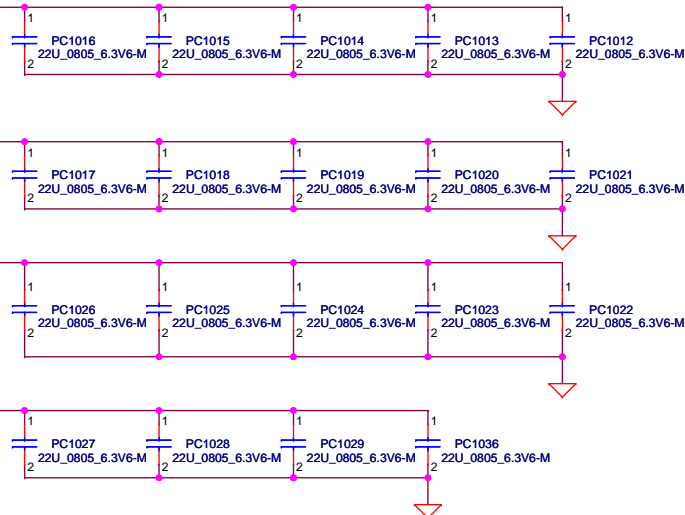 1 1 1 1 1
PC1016 PC1015 PC1014 PC1013 PC1012
22U_0805_6.3V6-M 22U_0805_6.3V6-M 22U_0805_6.3V6-M 22U_0805_6.3V6-M 22U_0805_6.3V6-M
2 2 2 2 2
1 1 1 1 1
PC1017 PC1018 PC1019 PC1020 PC1021
22U_0805_6.3V6-M 22U_0805_6.3V6-M 22U_0805_6.3V6-M 22U_0805_6.3V6-M 22U_0805_6.3V6-M
2 2 2 2 2
1 1 1 1 1
PC1026 PC1025 PC1024 PC1023 PC1022
22U_0805_6.3V6-M 22U_0805_6.3V6-M 22U_0805_6.3V6-M 22U_0805_6.3V6-M 22U_0805_6.3V6-M
2 2 2 2 2
1 1 1 1
PC1027 PC1028 PC1029 PC1036
22U_0805_6.3V6-M 22U_0805_6.3V6-M 22U_0805_6.3V6-M 22U_0805_6.3V6-M
2 2 2 2